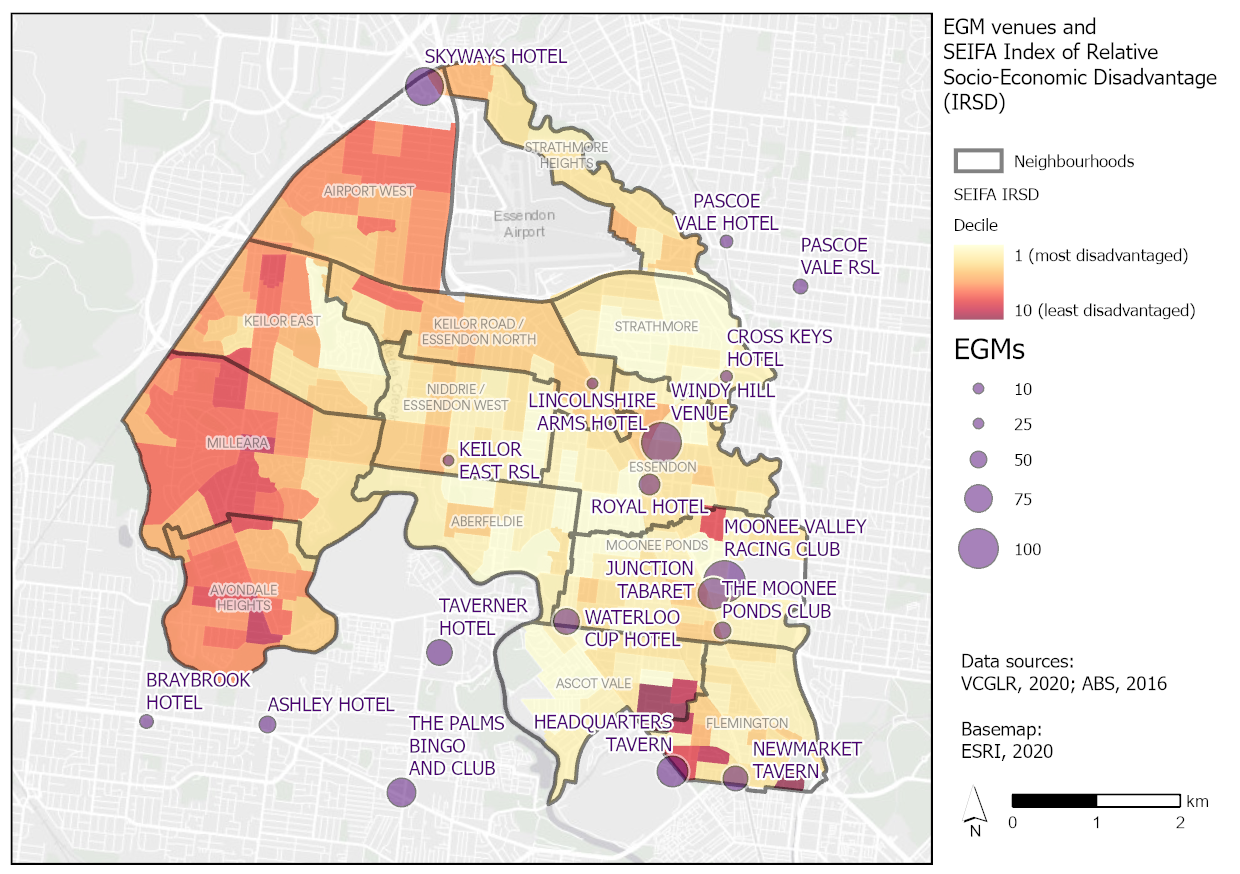 EGM venues and
SEIFA Index of Relative
Socio-Economic Disadvantage
(IRSD)
Neighbourhoods
SEIFA IRSD
Decile
1 (most disadvantaged)
10 (least disadvantaged)
EGMs
10
25
50
75
100
Data sources:
VCGLR, 2020; ABS, 2016
Basemap:
ESRI, 2020
N
km
0
1
2
SKYWAYS HOTEL
STRATHMORE
HEIGHTS
AIRPORT WEST
Essendon
Airport
PASCOE
VALE HOTEL
PASCOE
VALE RSL
KEILOR EAST
KEILOR ROAD /
ESSENDON NORTH
STRATHMORE
CROSS KEYS
HOTEL
NIDDRIE /
ESSENDON WEST
LINCOLNSHIRE
ARMS HOTEL
WINDY HILL
VENUE
MILLEARA
KEILOR
EAST RSL
ESSENDON
ROYAL HOTEL
ABERFELDIE
MOONEE PONDS
MOONEE VALLEY
RACING CLUB
JUNCTION
TABARET
THE MOONEE
PONDS CLUB
AVONDALE
HEIGHTS
TAVERNER
HOTEL
WATERLOO
CUP HOTEL
BRAYBROOK
HOTEL
ASHLEY HOTEL
ASCOT VALE
THE PALMS
BINGO
AND CLUB
HEADQUARTERS
TAVERN
FLEMINGTON
NEWMARKET
TAVERN